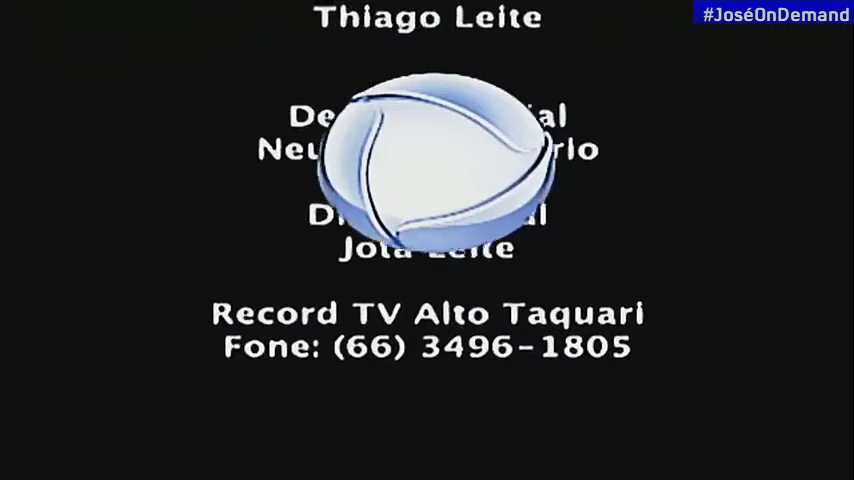 #JoséOnDemand
Thiago Leite
Jota Leite
Record TV Alto Taquari
Fone: (66) 3496-1805